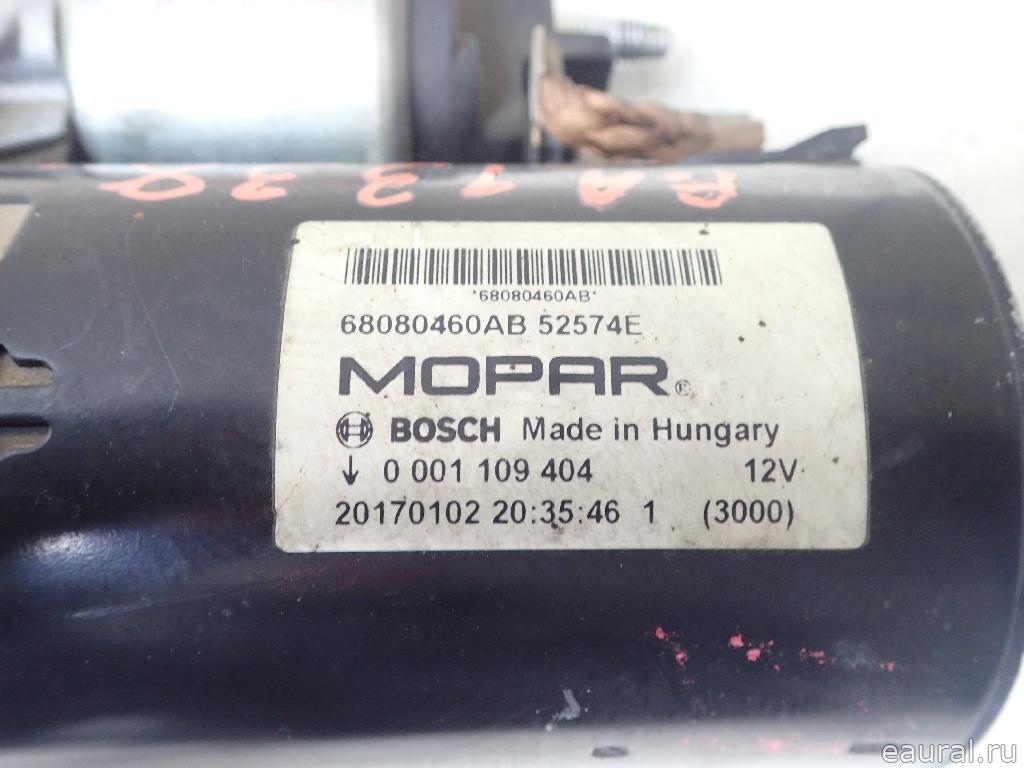 *68080460AB*
68080460AB 52574E
MOPAR®
BOSCH Made in Hungary
↓ 0 001 109 404 12V
20170102 20:35:46 1 (3000)
eaural.ru